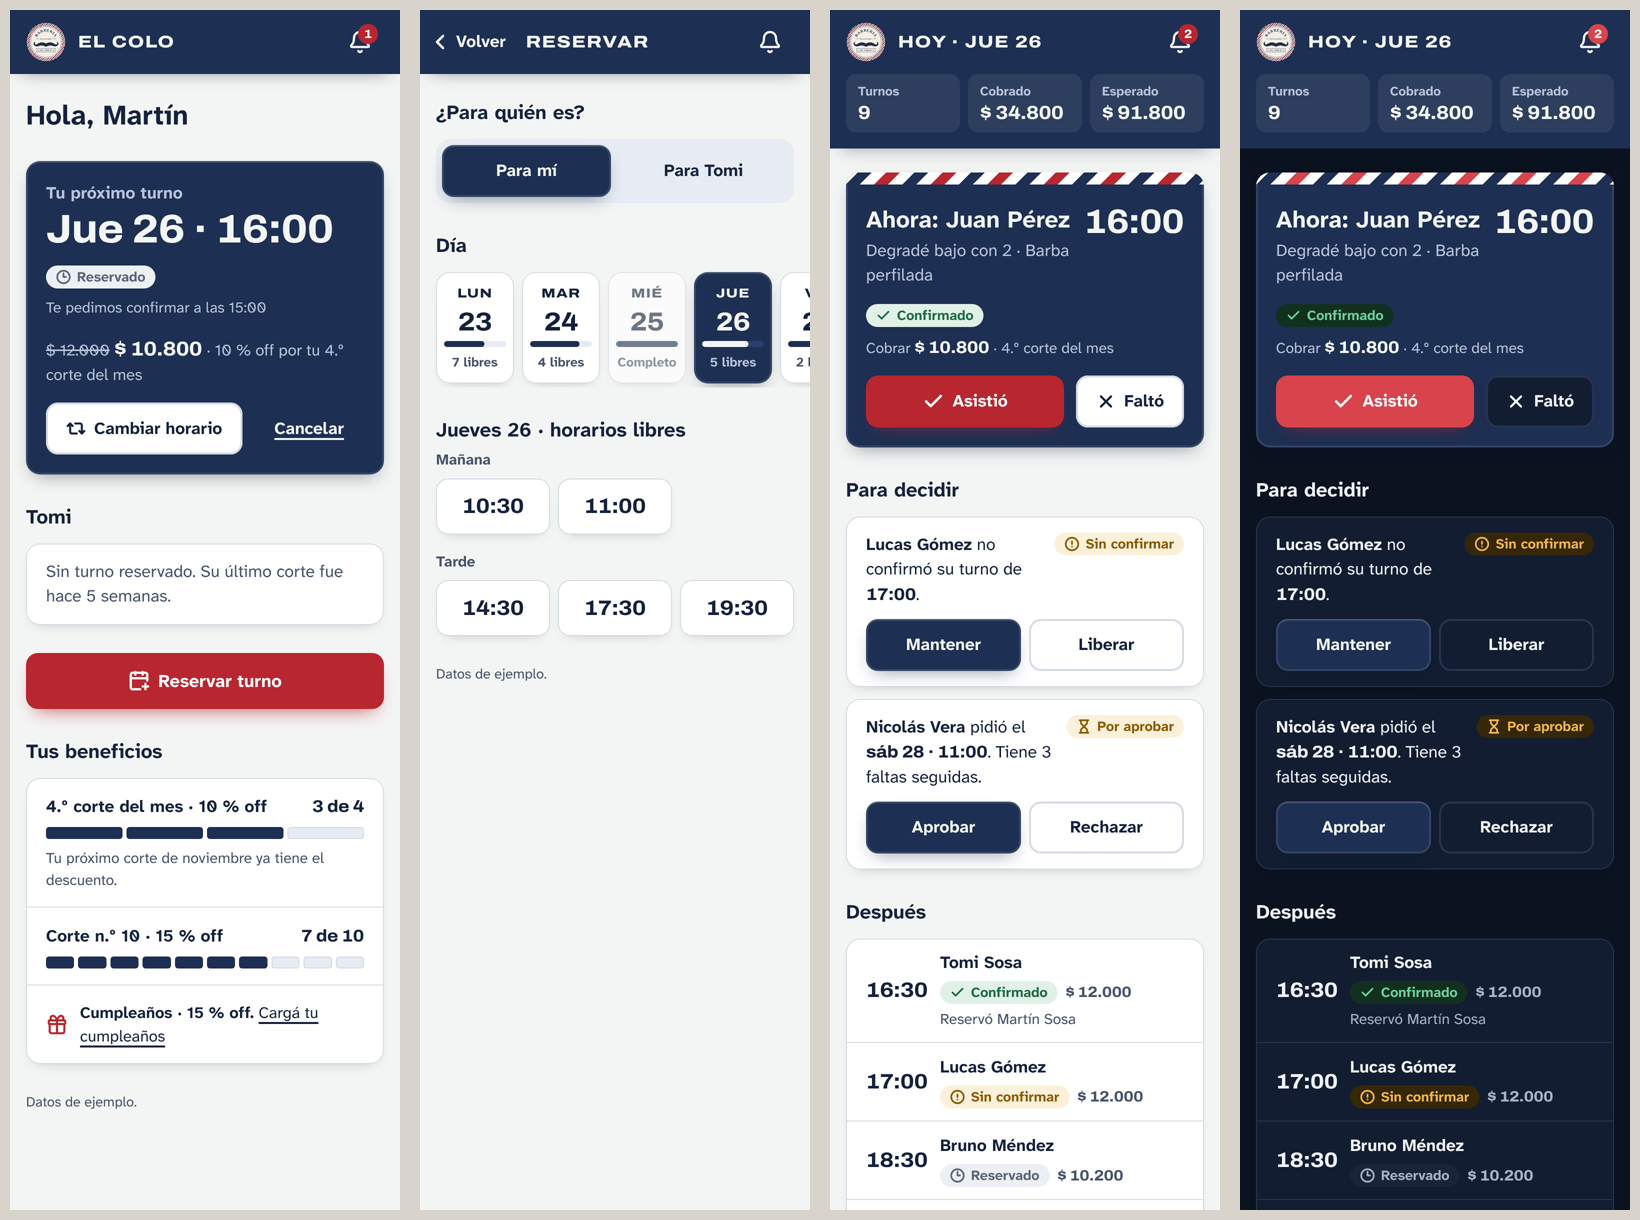 EL COLO
1
Hola, Martín
Tu próximo turno
Jue 26 · 16:00
Reservado
Te pedimos confirmar a las 15:00
$ 12.000 $ 10.800 · 10 % off por tu 4.º
corte del mes
Cambiar horario
Cancelar
Tomi
Sin turno reservado. Su último corte fue
hace 5 semanas.
Reservar turno
Tus beneficios
4.º corte del mes · 10 % off
3 de 4
Tu próximo corte de noviembre ya tiene el
descuento.
Corte n.º 10 · 15 % off
7 de 10
Cumpleaños · 15 % off. Cargá tu
cumpleaños
Datos de ejemplo.
Volver
RESERVAR
¿Para quién es?
Para mí
Para Tomi
Día
LUN
23
7 libres
MAR
24
4 libres
MIÉ
25
Completo
JUE
26
5 libres
Jueves 26 · horarios libres
Mañana
10:30
11:00
Tarde
14:30
17:30
19:30
Datos de ejemplo.
HOY · JUE 26
2
Turnos
9
Cobrado
$ 34.800
Esperado
$ 91.800
Ahora: Juan Pérez
16:00
Degradé bajo con 2 · Barba
perfilada
Confirmado
Cobrar $ 10.800 · 4.º corte del mes
Asistió
Faltó
Para decidir
Lucas Gómez no
confirmó su turno de
17:00.
Sin confirmar
Mantener
Liberar
Nicolás Vera pidió el
sáb 28 · 11:00. Tiene 3
faltas seguidas.
Por aprobar
Aprobar
Rechazar
Después
16:30
Tomi Sosa
Confirmado
$ 12.000
Reservó Martín Sosa
17:00
Lucas Gómez
Sin confirmar
$ 12.000
18:30
Bruno Méndez
Reservado
$ 10.200
HOY · JUE 26
2
Turnos
9
Cobrado
$ 34.800
Esperado
$ 91.800
Ahora: Juan Pérez
16:00
Degradé bajo con 2 · Barba
perfilada
Confirmado
Cobrar $ 10.800 · 4.º corte del mes
Asistió
Faltó
Para decidir
Lucas Gómez no
confirmó su turno de
17:00.
Sin confirmar
Mantener
Liberar
Nicolás Vera pidió el
sáb 28 · 11:00. Tiene 3
faltas seguidas.
Por aprobar
Aprobar
Rechazar
Después
16:30
Tomi Sosa
Confirmado
$ 12.000
Reservó Martín Sosa
17:00
Lucas Gómez
Sin confirmar
$ 12.000
18:30
Bruno Méndez
Reservado
$ 10.200